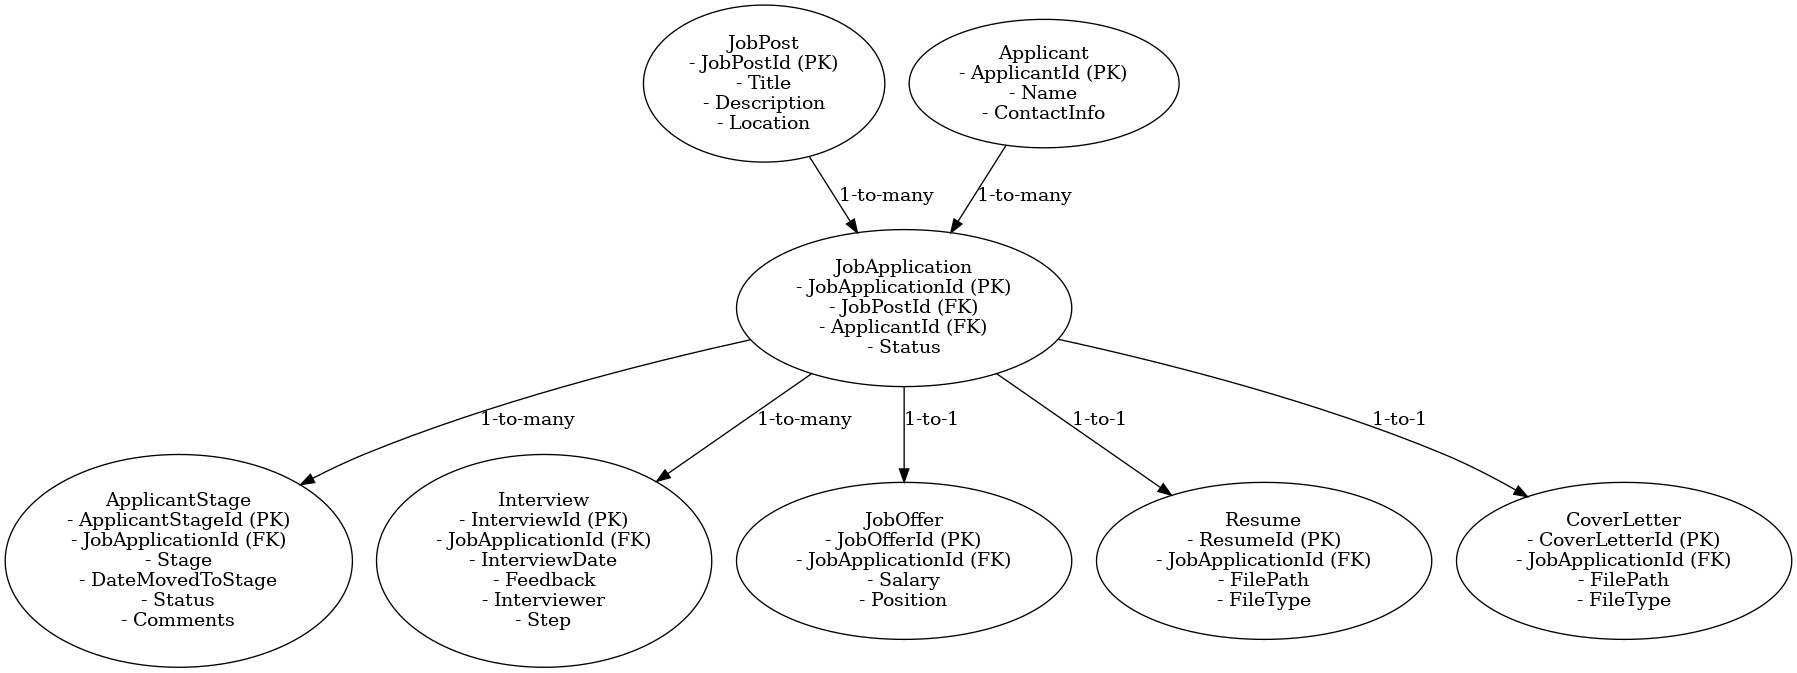 JobPost
- JobPostId (PK)
- Title
- Description
- Location
Applicant
- ApplicantId (PK)
- Name
- ContactInfo
1-to-many
1-to-many
JobApplication
- JobApplicationId (PK)
- JobPostId (FK)
- ApplicantId (FK)
- Status
1-to-many
1-to-many
1-to-1
1-to-1
1-to-1
ApplicantStage
- ApplicantStageId (PK)
- JobApplicationId (FK)
- Stage
- DateMovedToStage
- Status
- Comments
Interview
- InterviewId (PK)
- JobApplicationId (FK)
- InterviewDate
- Feedback
- Interviewer
- Step
JobOffer
- JobOfferId (PK)
- JobApplicationId (FK)
- Salary
- Position
Resume
- ResumeId (PK)
- JobApplicationId (FK)
- FilePath
- FileType
CoverLetter
- CoverLetterId (PK)
- JobApplicationId (FK)
- FilePath
- FileType